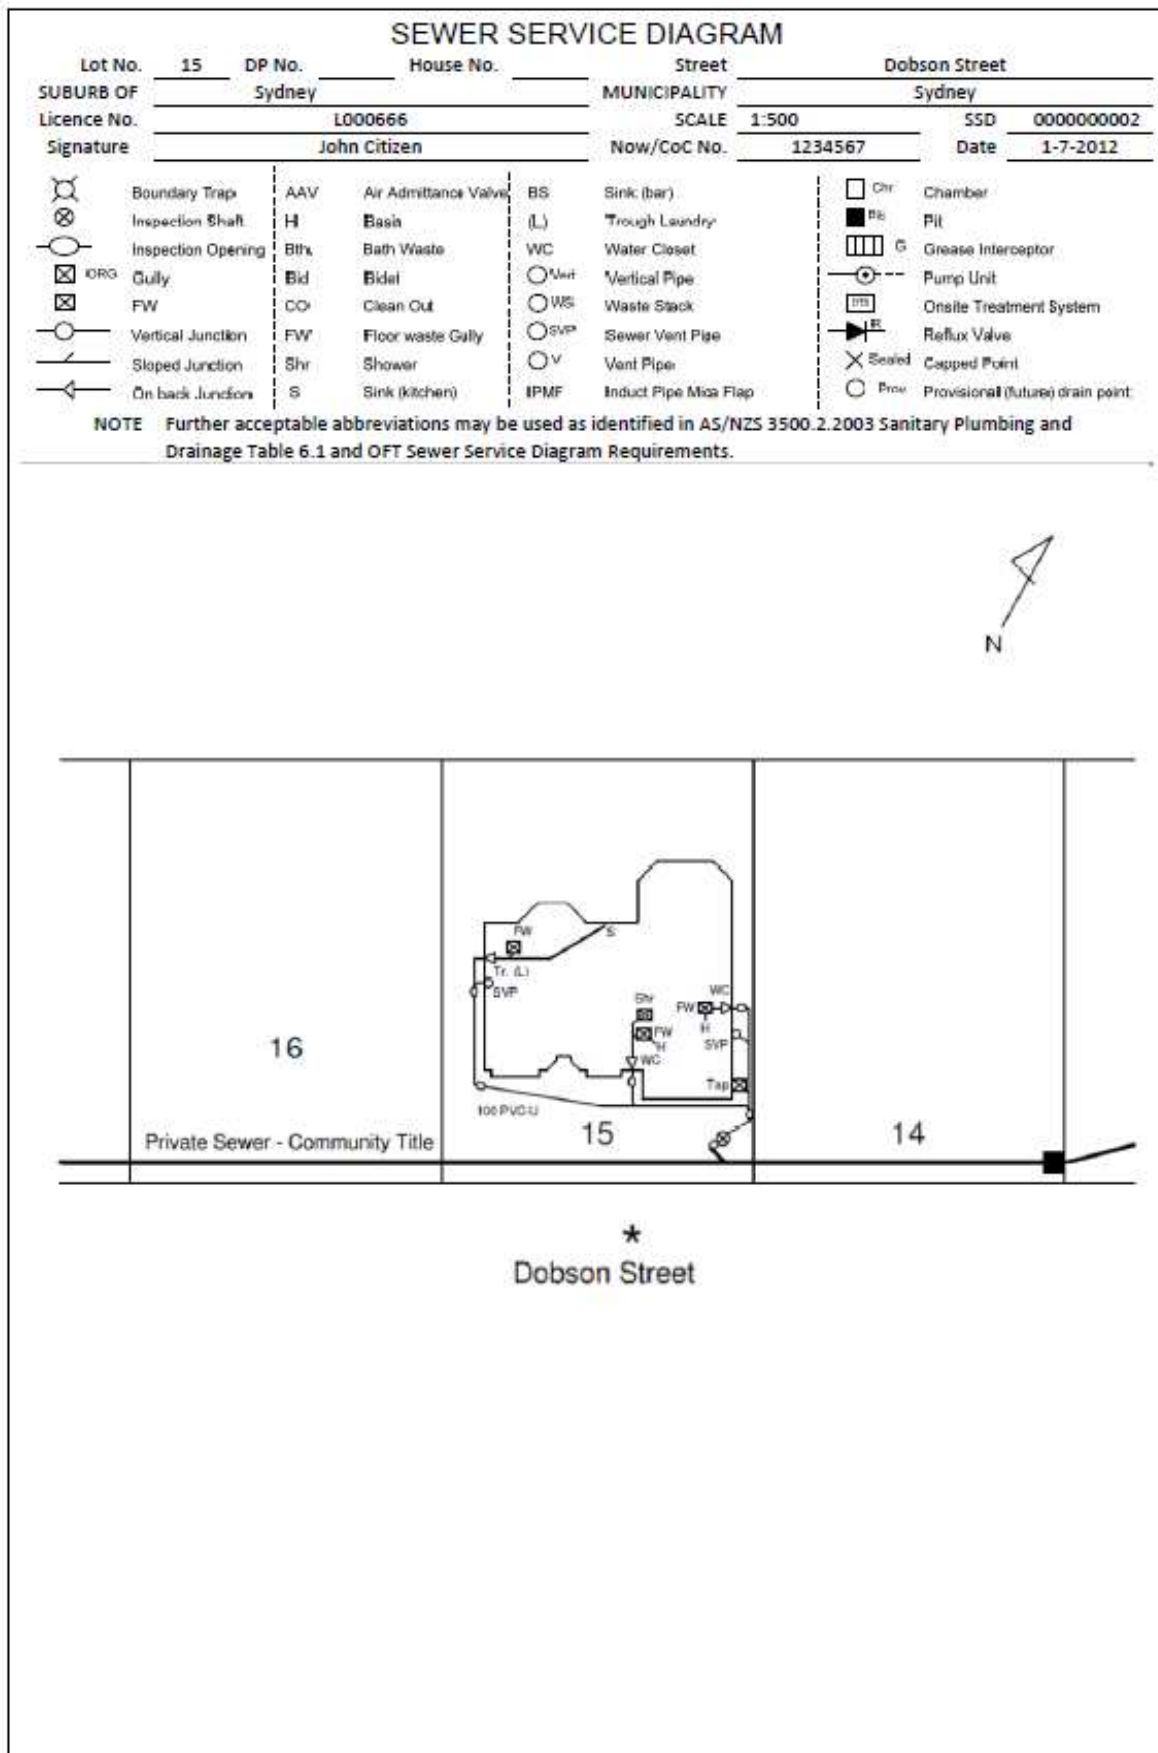 SEWER SERVICE DIAGRAM
Lot No. 15 DP No. House No. Street Dobson Street
SUBURB OF Sydney MUNICIPALITY Sydney
Licence No. L000666 SCALE 1:500 SSD 0000000002
Signature John Citizen Now/CoC No. 1234567 Date 1-7-2012
Boundary Trap AAV Air Admittance Valve BS Sink (bar) Chr Chamber
Inspection Shaft H Basin (L) Trough Laundry Pit Pit
Inspection Opening Bth Bath Waste WC Water Closet G Grease Interceptor
ORG Gully Bid Bidet Vert Vertical Pipe Pump Unit
FW CO Clean Out WS Waste Stack Onsite Treatment System
Vertical Junction FW Floor waste Gully SVP Sewer Vent Pipe R Reflux Valve
Sloped Junction Shr Shower V Vent Pipe Sealed Capped Point
On back Junction S Sink (kitchen) IPMF Induct Pipe Mica Flap Prov Provisional (future) drain point
NOTE Further acceptable abbreviations may be used as identified in AS/NZS 3500.2.2003 Sanitary Plumbing and
Drainage Table 6.1 and OFT Sewer Service Diagram Requirements.
N
FW
S
Tr. (L)
SVP
WC
Shr
FW
FW
H
H
SVP
WC
16
Tap
100 PVC-U
15
14
Private Sewer - Community Title
*
Dobson Street